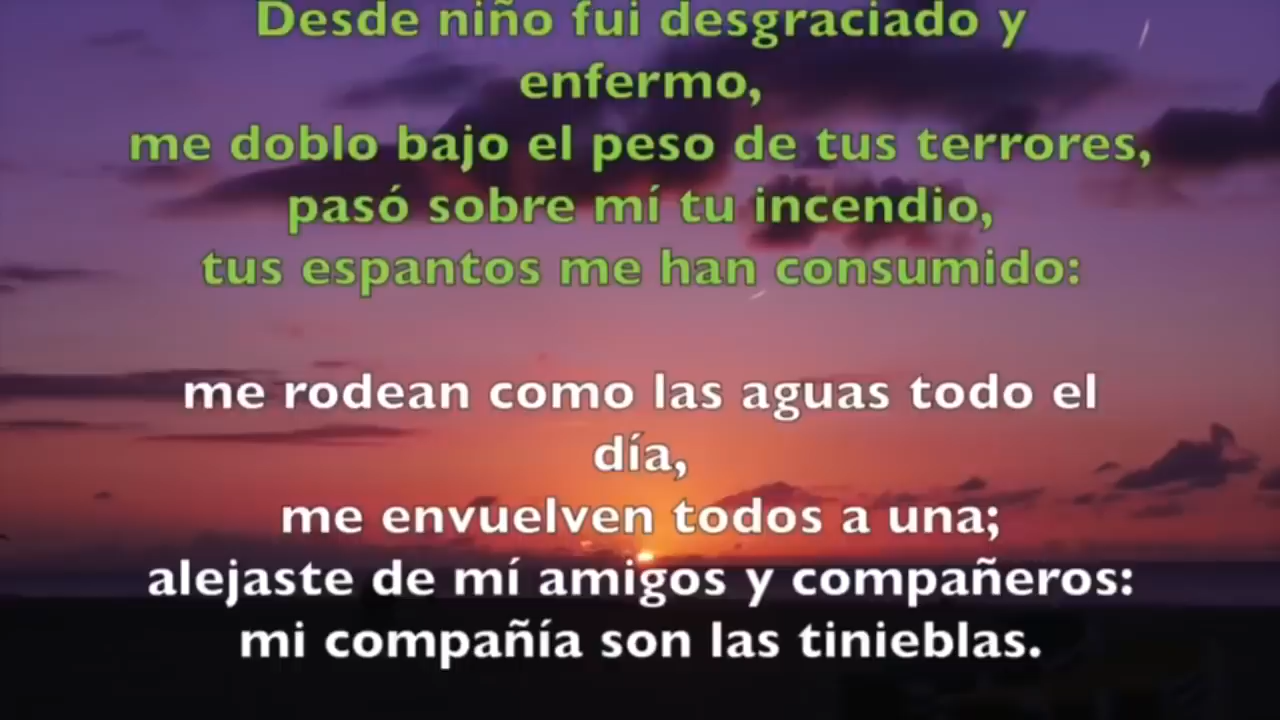 Desde niño fui desgraciado y
enfermo,
me doblo bajo el peso de tus terrores,
pasó sobre mí tu incendio,
tus espantos me han consumido:
me rodean como las aguas todo el
día,
me envuelven todos a una;
alejaste de mí amigos y compañeros:
mi compañía son las tinieblas.